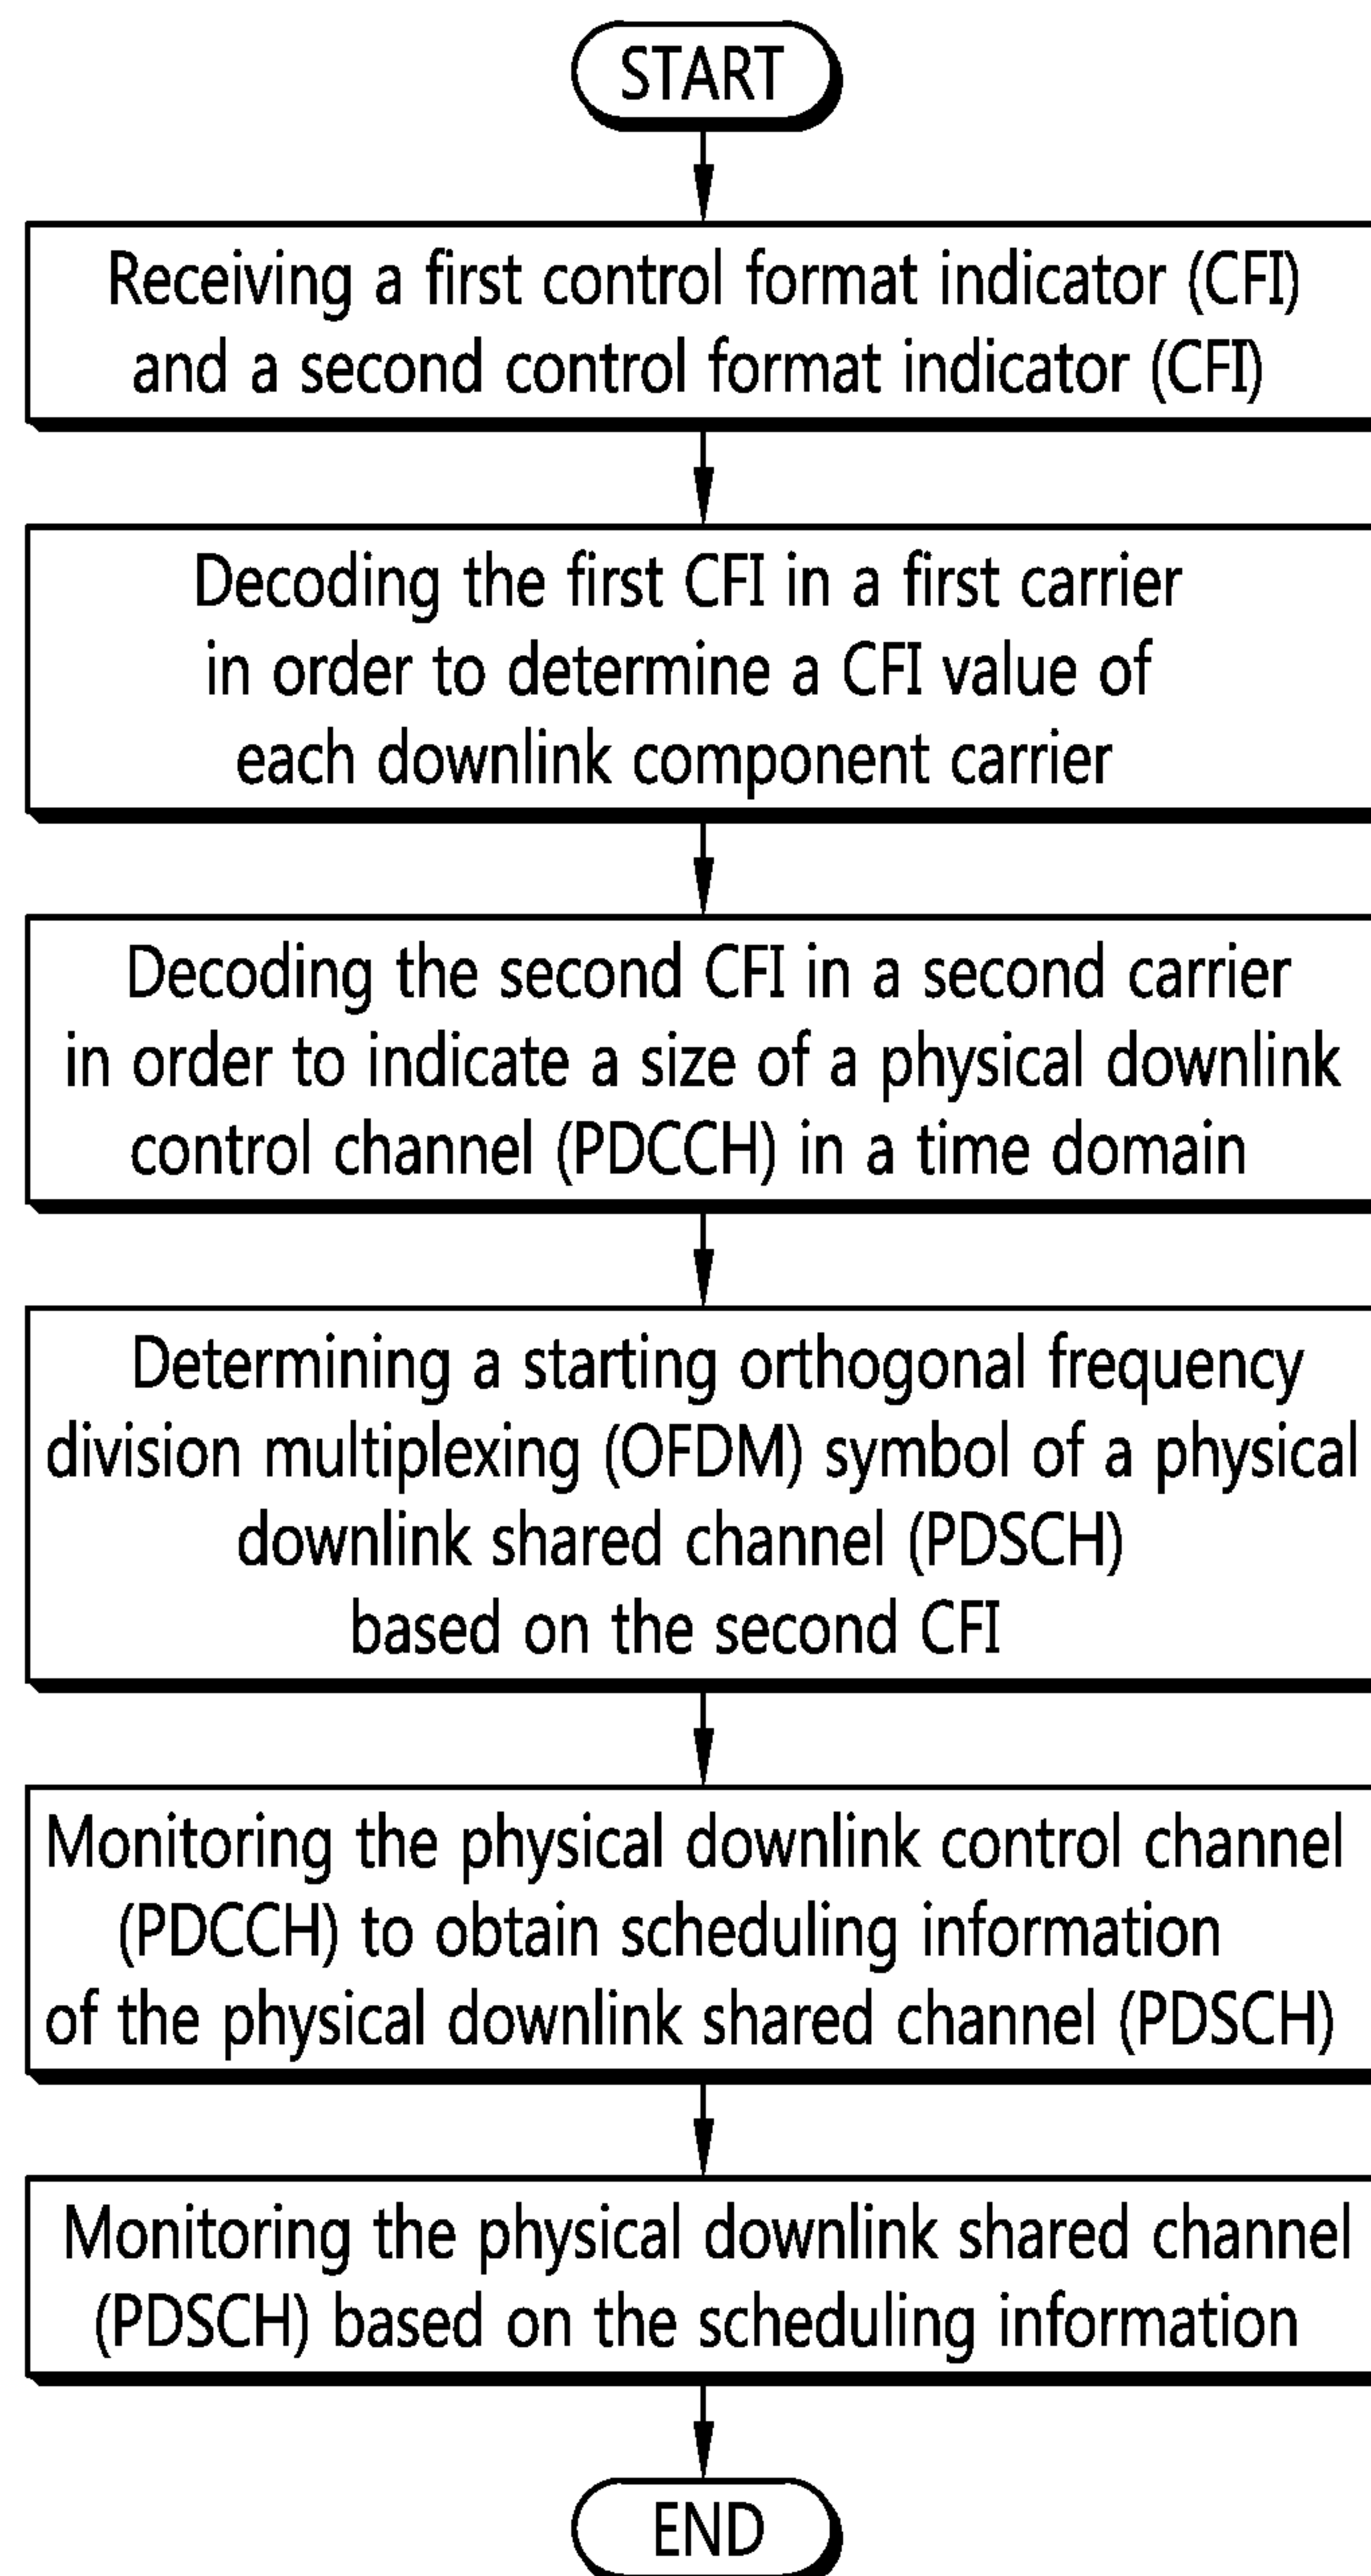 START
Receiving a first control format indicator (CFI)
and a second control format indicator (CFI)
Decoding the first CFI in a first carrier
in order to determine a CFI value of
each downlink component carrier
Decoding the second CFI in a second carrier
in order to indicate a size of a physical downlink
control channel (PDCCH) in a time domain
Determining a starting orthogonal frequency
division multiplexing (OFDM) symbol of a physical
downlink shared channel (PDSCH)
based on the second CFI
Monitoring the physical downlink control channel
(PDCCH) to obtain scheduling information
of the physical downlink shared channel (PDSCH)
Monitoring the physical downlink shared channel
(PDSCH) based on the scheduling information
END